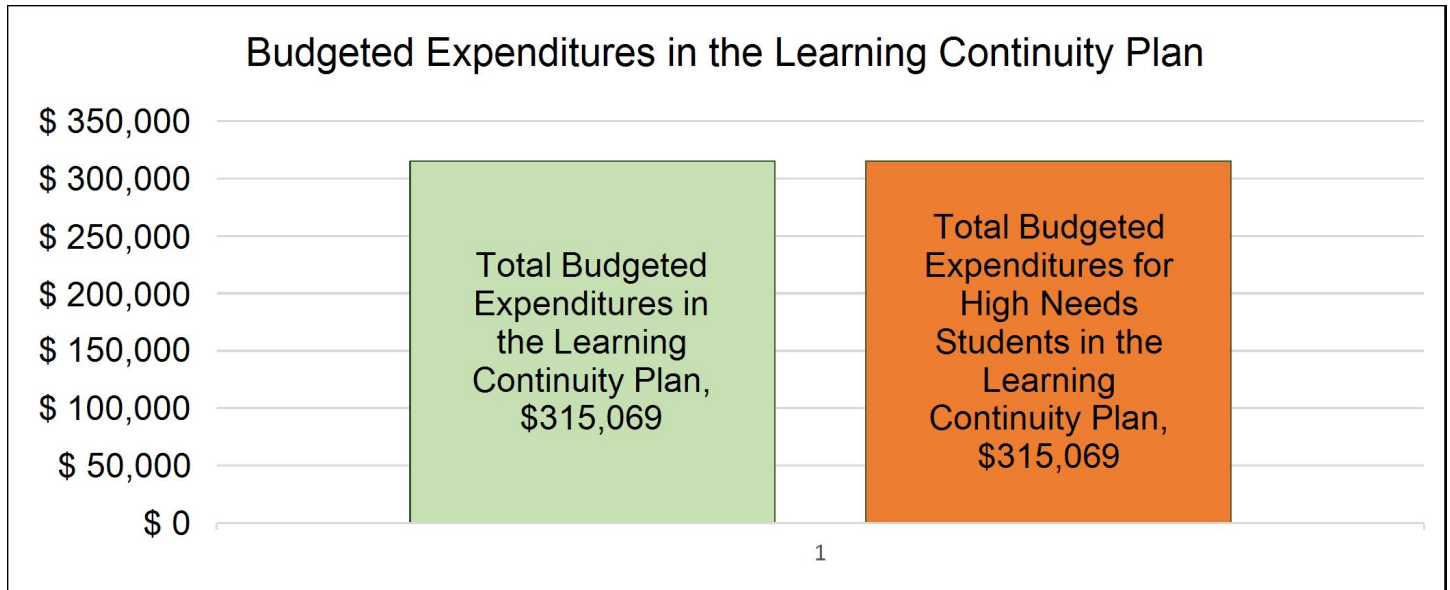 Budgeted Expenditures in the Learning Continuity Plan
$ 350,000
$ 300,000
$ 250,000
$ 200,000
$ 150,000
$ 100,000
$ 50,000
$ 0
Total Budgeted
Expenditures in
the Learning
Continuity Plan,
$315,069
Total Budgeted
Expenditures for
High Needs
Students in the
Learning
Continuity Plan,
$315,069
1